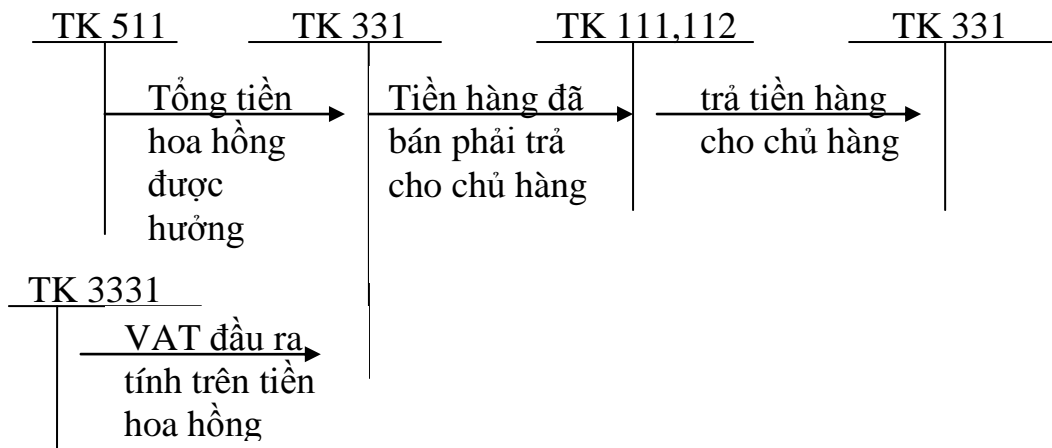 TK 511 TK 331 TK 111,112 TK 331
Tổng tiền
hoa hồng
được
hưởng
Tiền hàng đã
bán phải trả
cho chủ hàng
trả tiền hàng
cho chủ hàng
TK 3331
VAT đầu ra
tính trên tiền
hoa hồng